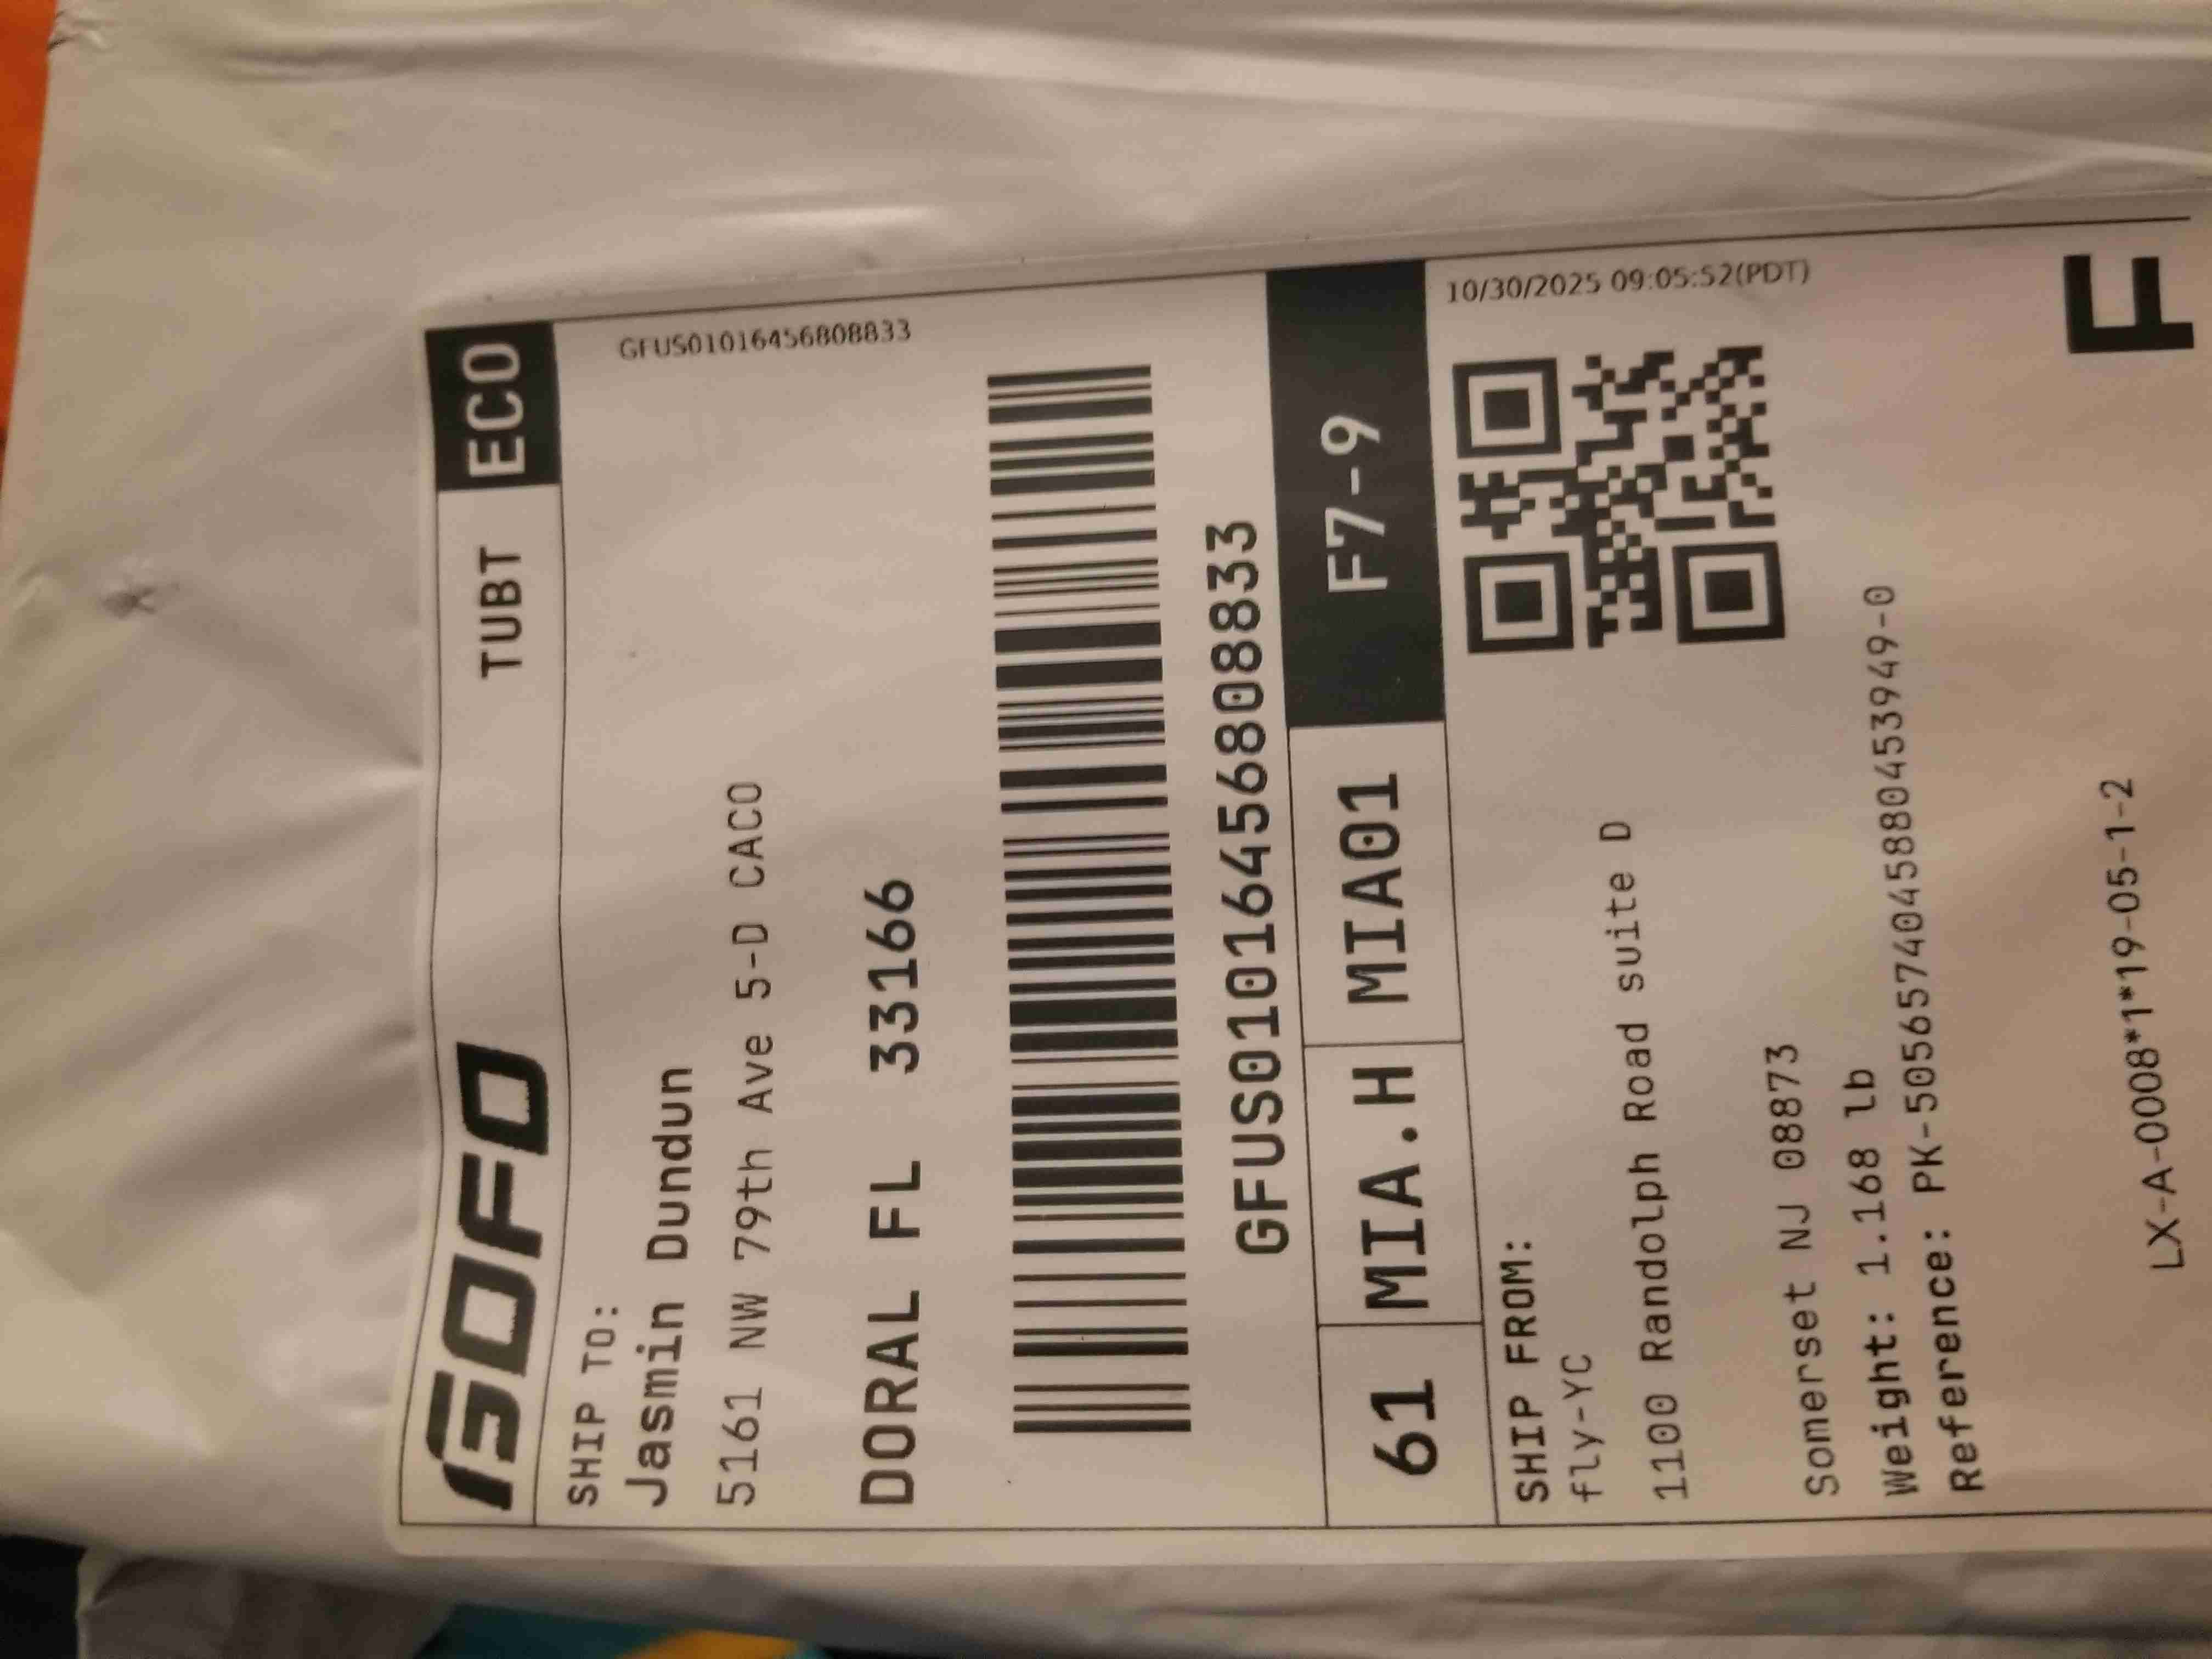 GOFO
TUBT
ECO
GFUS01016456808833
SHIP TO:
Jasmin Dundun
5161 NW 79th Ave 5-D CACO
DORAL FL 33166
GFUS01016456808833
61 MIA.H MIA01 F7-9
10/30/2025 09:05:52(PDT)
SHIP FROM:
fly-YC
1100 Randolph Road suite D
Somerset NJ 08873
Weight: 1.168 lb
Reference: PK-5056574045880453949-0
LX-A-0008*1*19-05-1-2
F